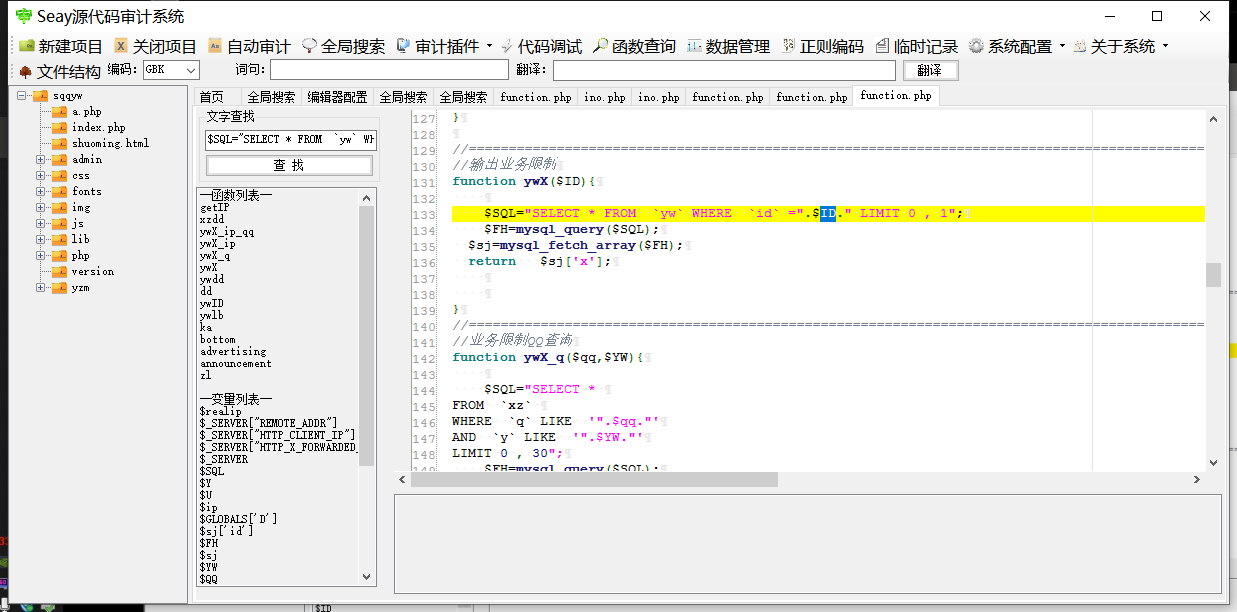 Seay源代码审计系统
新建项目 关闭项目 自动审计 全局搜索 审计插件 代码调试 函数查询 数据管理 正则编码 临时记录 系统配置 关于系统
文件结构 编码: GBK 词句: 翻译: 翻译
sqqyw
a.php
index.php
shuoming.html
admin
css
fonts
img
js
lib
php
version
yzm
首页 全局搜索 编辑器配置 全局搜索 全局搜索 function.php ino.php ino.php function.php function.php function.php
文字查找
$SQL="SELECT * FROM  `yw` WH
查 找
—函数列表—
getIP
xzdd
ywX_ip_qq
ywX_ip
ywX_q
ywX
ywdd
dd
ywID
ywlb
ka
bottom
advertising
announcement
zl
—变量列表—
$realip
$_SERVER["REMOTE_ADDR"]
$_SERVER["HTTP_CLIENT_IP"]
$_SERVER["HTTP_X_FORWARDED_
$_SERVER
$SQL
$Y
$U
$ip
$GLOBALS['D']
$sj['id']
$FH
$sj
$YW
$QQ
127 }
128
129 //==================================================
130 //输出业务限制
131 function ywX($ID){
132
133 $SQL="SELECT * FROM  `yw` WHERE  `id` =".$ID." LIMIT 0 , 1";
134 $FH=mysql_query($SQL);
135 $sj=mysql_fetch_array($FH);
136 return   $sj['x'];
137
138
139 }
140 //==================================================
141 //业务限制QQ查询
142 function ywX_q($qq,$YW){
143
144 $SQL="SELECT *
145 FROM  `xz`
146 WHERE  `q` LIKE  '".$qq."'
147 AND  `y` LIKE  '".$YW."'
148 LIMIT 0 , 30";
149 $FH=mysql_query($SQL);
$ID